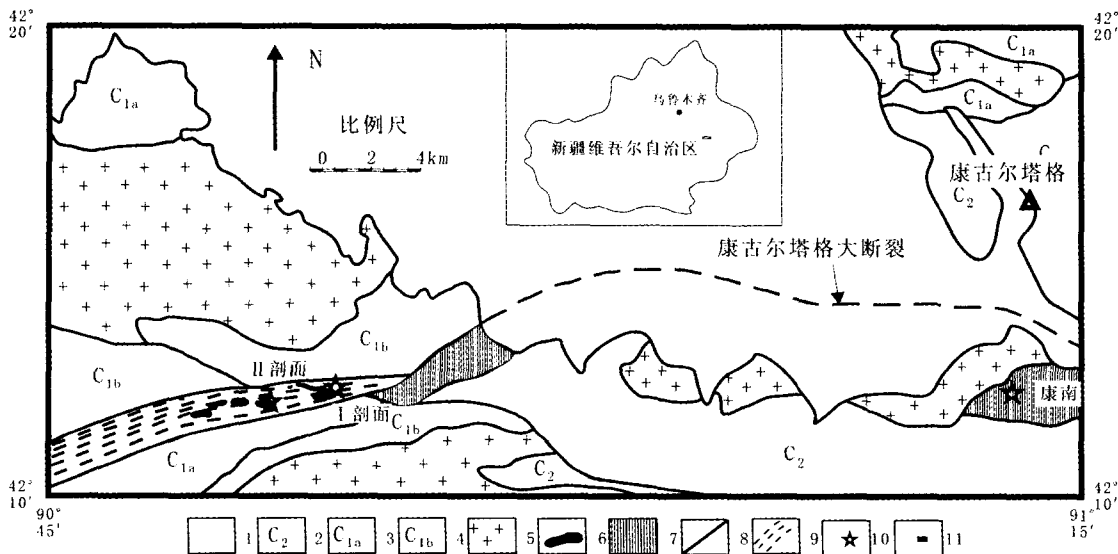 42°
20′
42°
20′
C1a
N
比例尺
0 2 4km
乌鲁木齐
新疆维吾尔自治区
C1a
C1a
康古尔塔格
C2
康古尔塔格大断裂
C1b
C1b
II 剖面
I 剖面
C1b
C1a
C2
C2
康南
42°
10′
42°
10′
90°
45′
91°
15′
1 C2 2 C1a 3 C1b 4 5 6 7 8 9 10 11